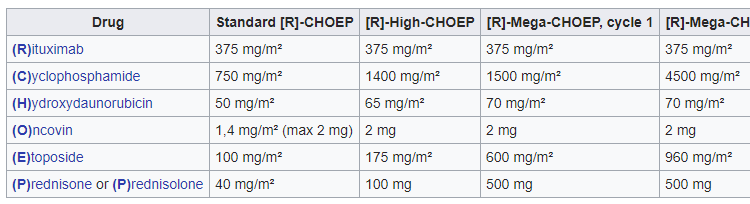 Drug Standard [R]-CHOEP [R]-High-CHOEP [R]-Mega-CHOEP, cycle 1 [R]-Mega-CH
(R)ituximab 375 mg/m² 375 mg/m² 375 mg/m² 375 mg/m²
(C)yclophosphamide 750 mg/m² 1400 mg/m² 1500 mg/m² 4500 mg/m²
(H)ydroxydaunorubicin 50 mg/m² 65 mg/m² 70 mg/m² 70 mg/m²
(O)ncovin 1,4 mg/m² (max 2 mg) 2 mg 2 mg 2 mg
(E)toposide 100 mg/m² 175 mg/m² 600 mg/m² 960 mg/m²
(P)rednisone or (P)rednisolone 40 mg/m² 100 mg 500 mg 500 mg